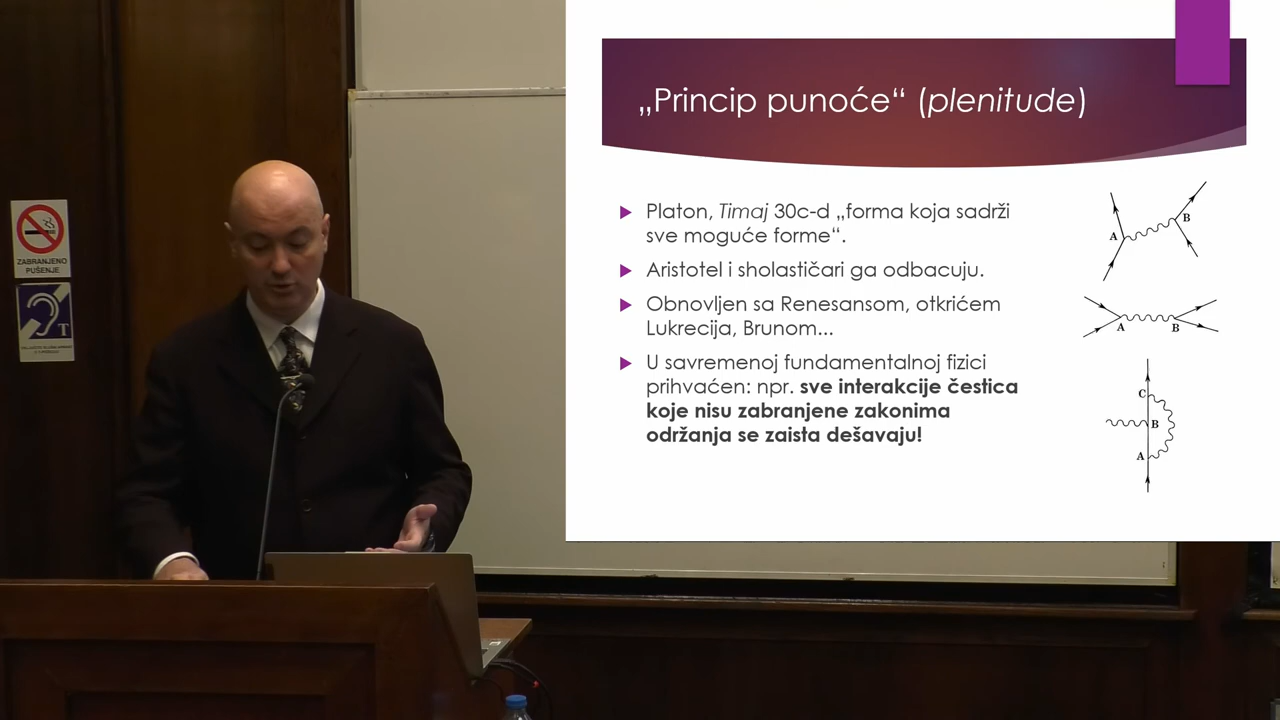 „Princip punoće“ (plenitude)
Platon, Timaj 30c-d „forma koja sadrži
sve moguće forme“.
Aristotel i sholastičari ga odbacuju.
Obnovljen sa Renesansom, otkrićem
Lukrecija, Brunom...
U savremenoj fundamentalnoj fizici
prihvaćen: npr. sve interakcije čestica
koje nisu zabranjene zakonima
održanja se zaista dešavaju!
A
B
A
B
C
B
A
ZABRANJENO
PUŠENJE
T